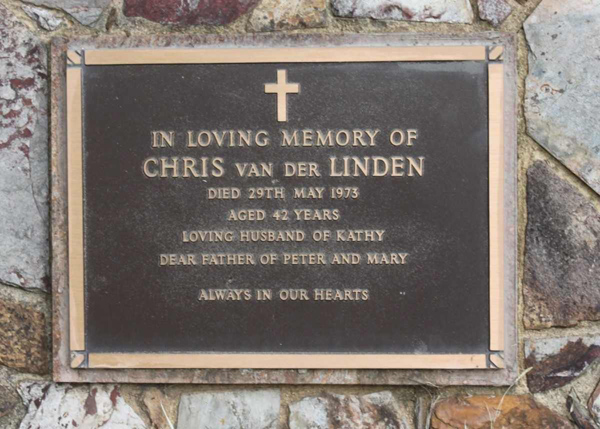 IN LOVING MEMORY OF
CHRIS VAN DER LINDEN
DIED 29TH MAY 1973
AGED 42 YEARS
LOVING HUSBAND OF KATHY
DEAR FATHER OF PETER AND MARY
ALWAYS IN OUR HEARTS